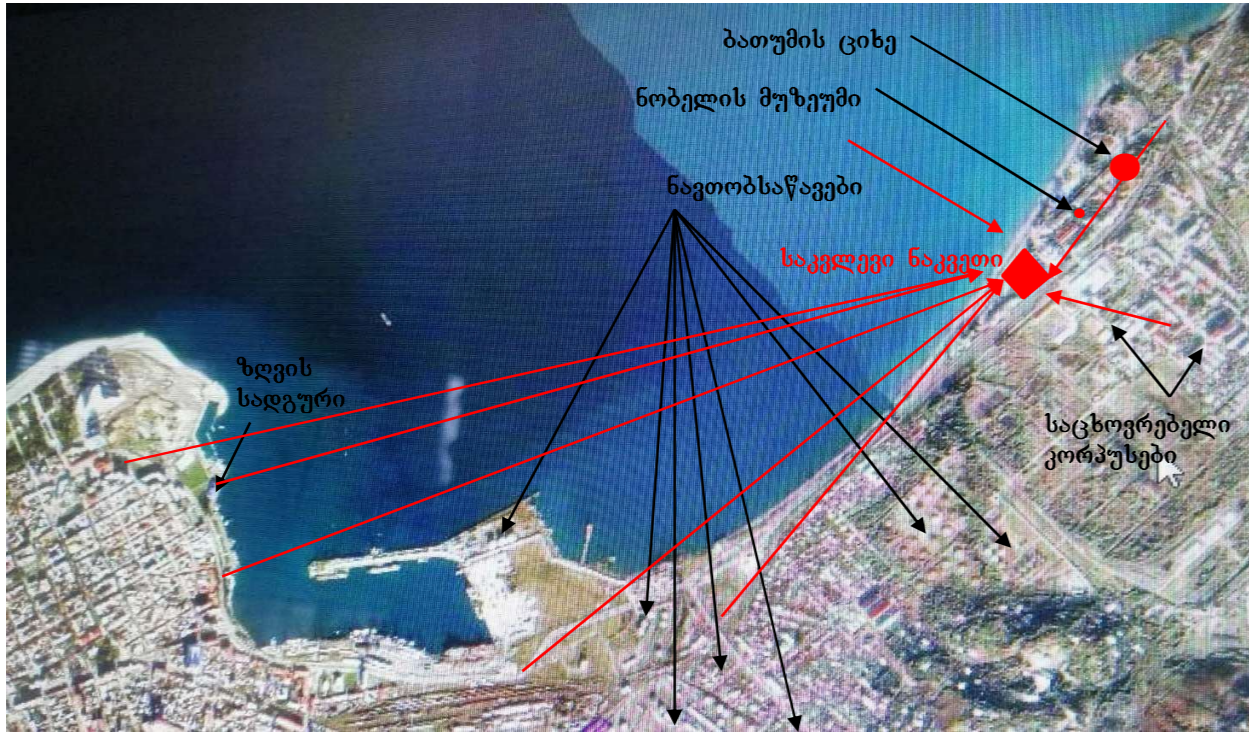 ბათუმის ციხე
ნობელის მუზეუმი
ნავთობსაწავები
საკვლევი ნაკვეთი
ზღვის
სადგური
საცხოვრებელი
კორპუსები